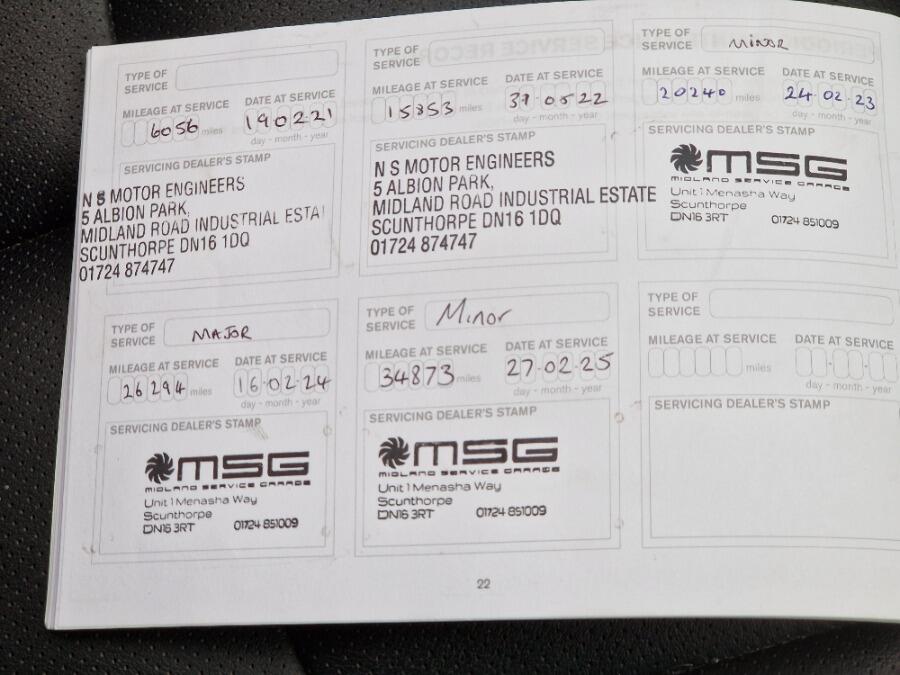 TYPE OF
SERVICE
MILEAGE AT SERVICE DATE AT SERVICE
6056 miles 19 02 21
day - month - year
SERVICING DEALER'S STAMP
N S MOTOR ENGINEERS
5 ALBION PARK,
MIDLAND ROAD INDUSTRIAL ESTA
SCUNTHORPE DN16 1DQ
01724 874747
TYPE OF
SERVICE
MILEAGE AT SERVICE DATE AT SERVICE
15853 miles 31-05-22
day - month - year
SERVICING DEALER'S STAMP
N S MOTOR ENGINEERS
5 ALBION PARK,
MIDLAND ROAD INDUSTRIAL ESTATE
SCUNTHORPE DN16 1DQ
01724 874747
TYPE OF
SERVICE MINOR
MILEAGE AT SERVICE DATE AT SERVICE
20240 miles 24-02-23
day - month - year
SERVICING DEALER'S STAMP
MSG
MIDLAND SERVICE GARAGE
Unit 1 Menasha Way
Scunthorpe
DN16 3RT 01724 851009
TYPE OF
SERVICE MAJOR
MILEAGE AT SERVICE DATE AT SERVICE
26294 miles 16-02-24
day - month - year
SERVICING DEALER'S STAMP
MSG
MIDLAND SERVICE GARAGE
Unit 1 Menasha Way
Scunthorpe
DN16 3RT 01724 851009
TYPE OF
SERVICE Minor
MILEAGE AT SERVICE DATE AT SERVICE
34873 miles 27-02-25
day - month - year
SERVICING DEALER'S STAMP
MSG
MIDLAND SERVICE GARAGE
Unit 1 Menasha Way
Scunthorpe
DN16 3RT 01724 851009
TYPE OF
SERVICE
MILEAGE AT SERVICE DATE AT SERVICE
miles
day - month - year
SERVICING DEALER'S STAMP
22